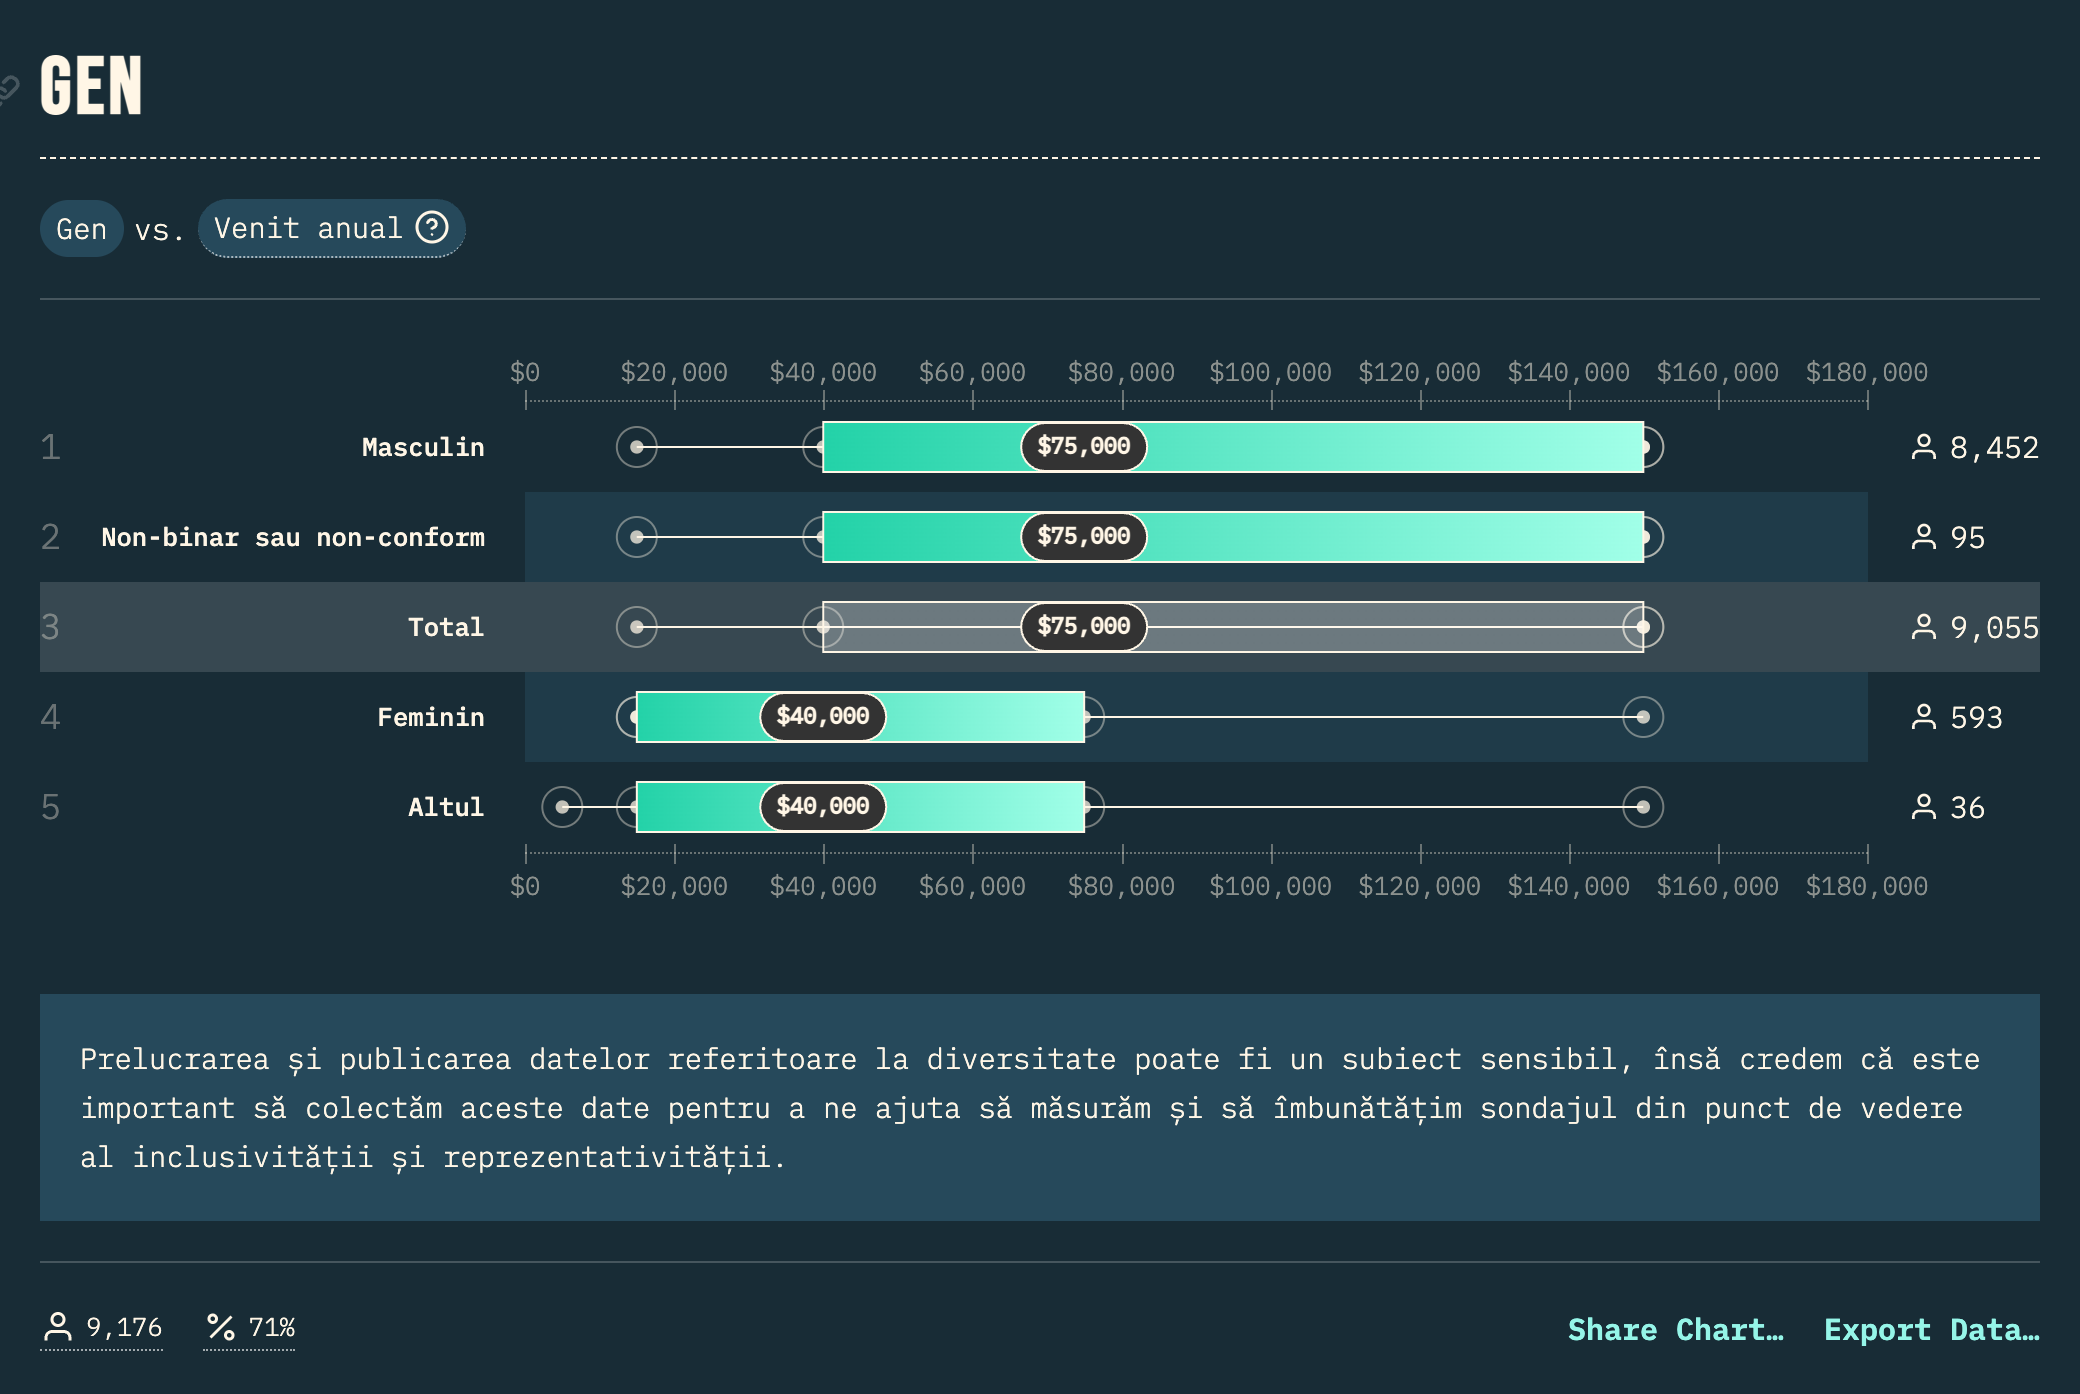 GEN
Gen vs. Venit anual
$0 $20,000 $40,000 $60,000 $80,000 $100,000 $120,000 $140,000 $160,000 $180,000
1 Masculin $75,000 8,452
2 Non-binar sau non-conform $75,000 95
3 Total $75,000 9,055
4 Feminin $40,000 593
5 Altul $40,000 36
$0 $20,000 $40,000 $60,000 $80,000 $100,000 $120,000 $140,000 $160,000 $180,000
Prelucrarea și publicarea datelor referitoare la diversitate poate fi un subiect sensibil, însă credem că este
important să colectăm aceste date pentru a ne ajuta să măsurăm și să îmbunătățim sondajul din punct de vedere
al inclusivității și reprezentativității.
9,176 71% Share Chart… Export Data…